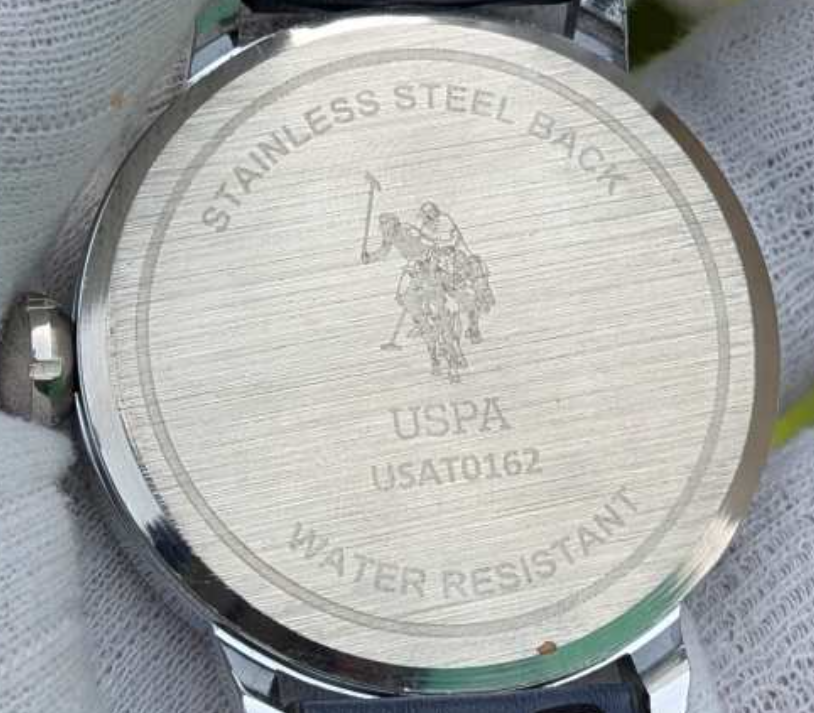 STAINLESS STEEL BACK
USPA
USAT0162
WATER RESISTANT